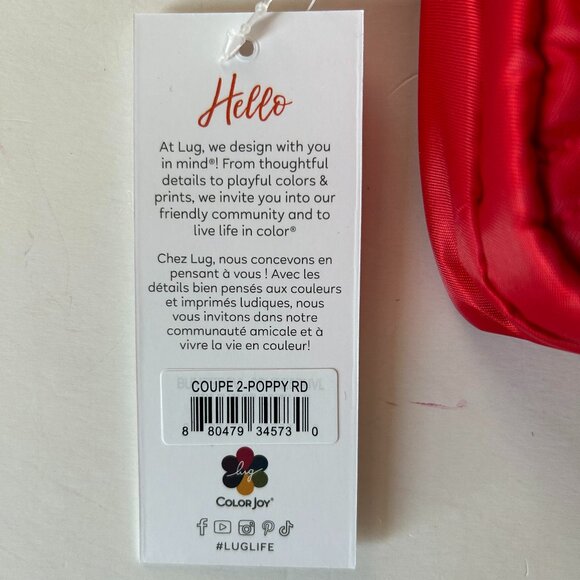 Hello
At Lug, we design with you
in mind®! From thoughtful
details to playful colors &
prints, we invite you into our
friendly community and to
live life in color®
Chez Lug, nous concevons en
pensant à vous ! Avec les
détails bien pensés aux couleurs
et imprimés ludiques, nous
vous invitons dans notre
communauté amicale et à
vivre la vie en couleur!
COUPE 2-POPPY RD
8 80479 34573 0
lug
COLOR JOY®
#LUGLIFE